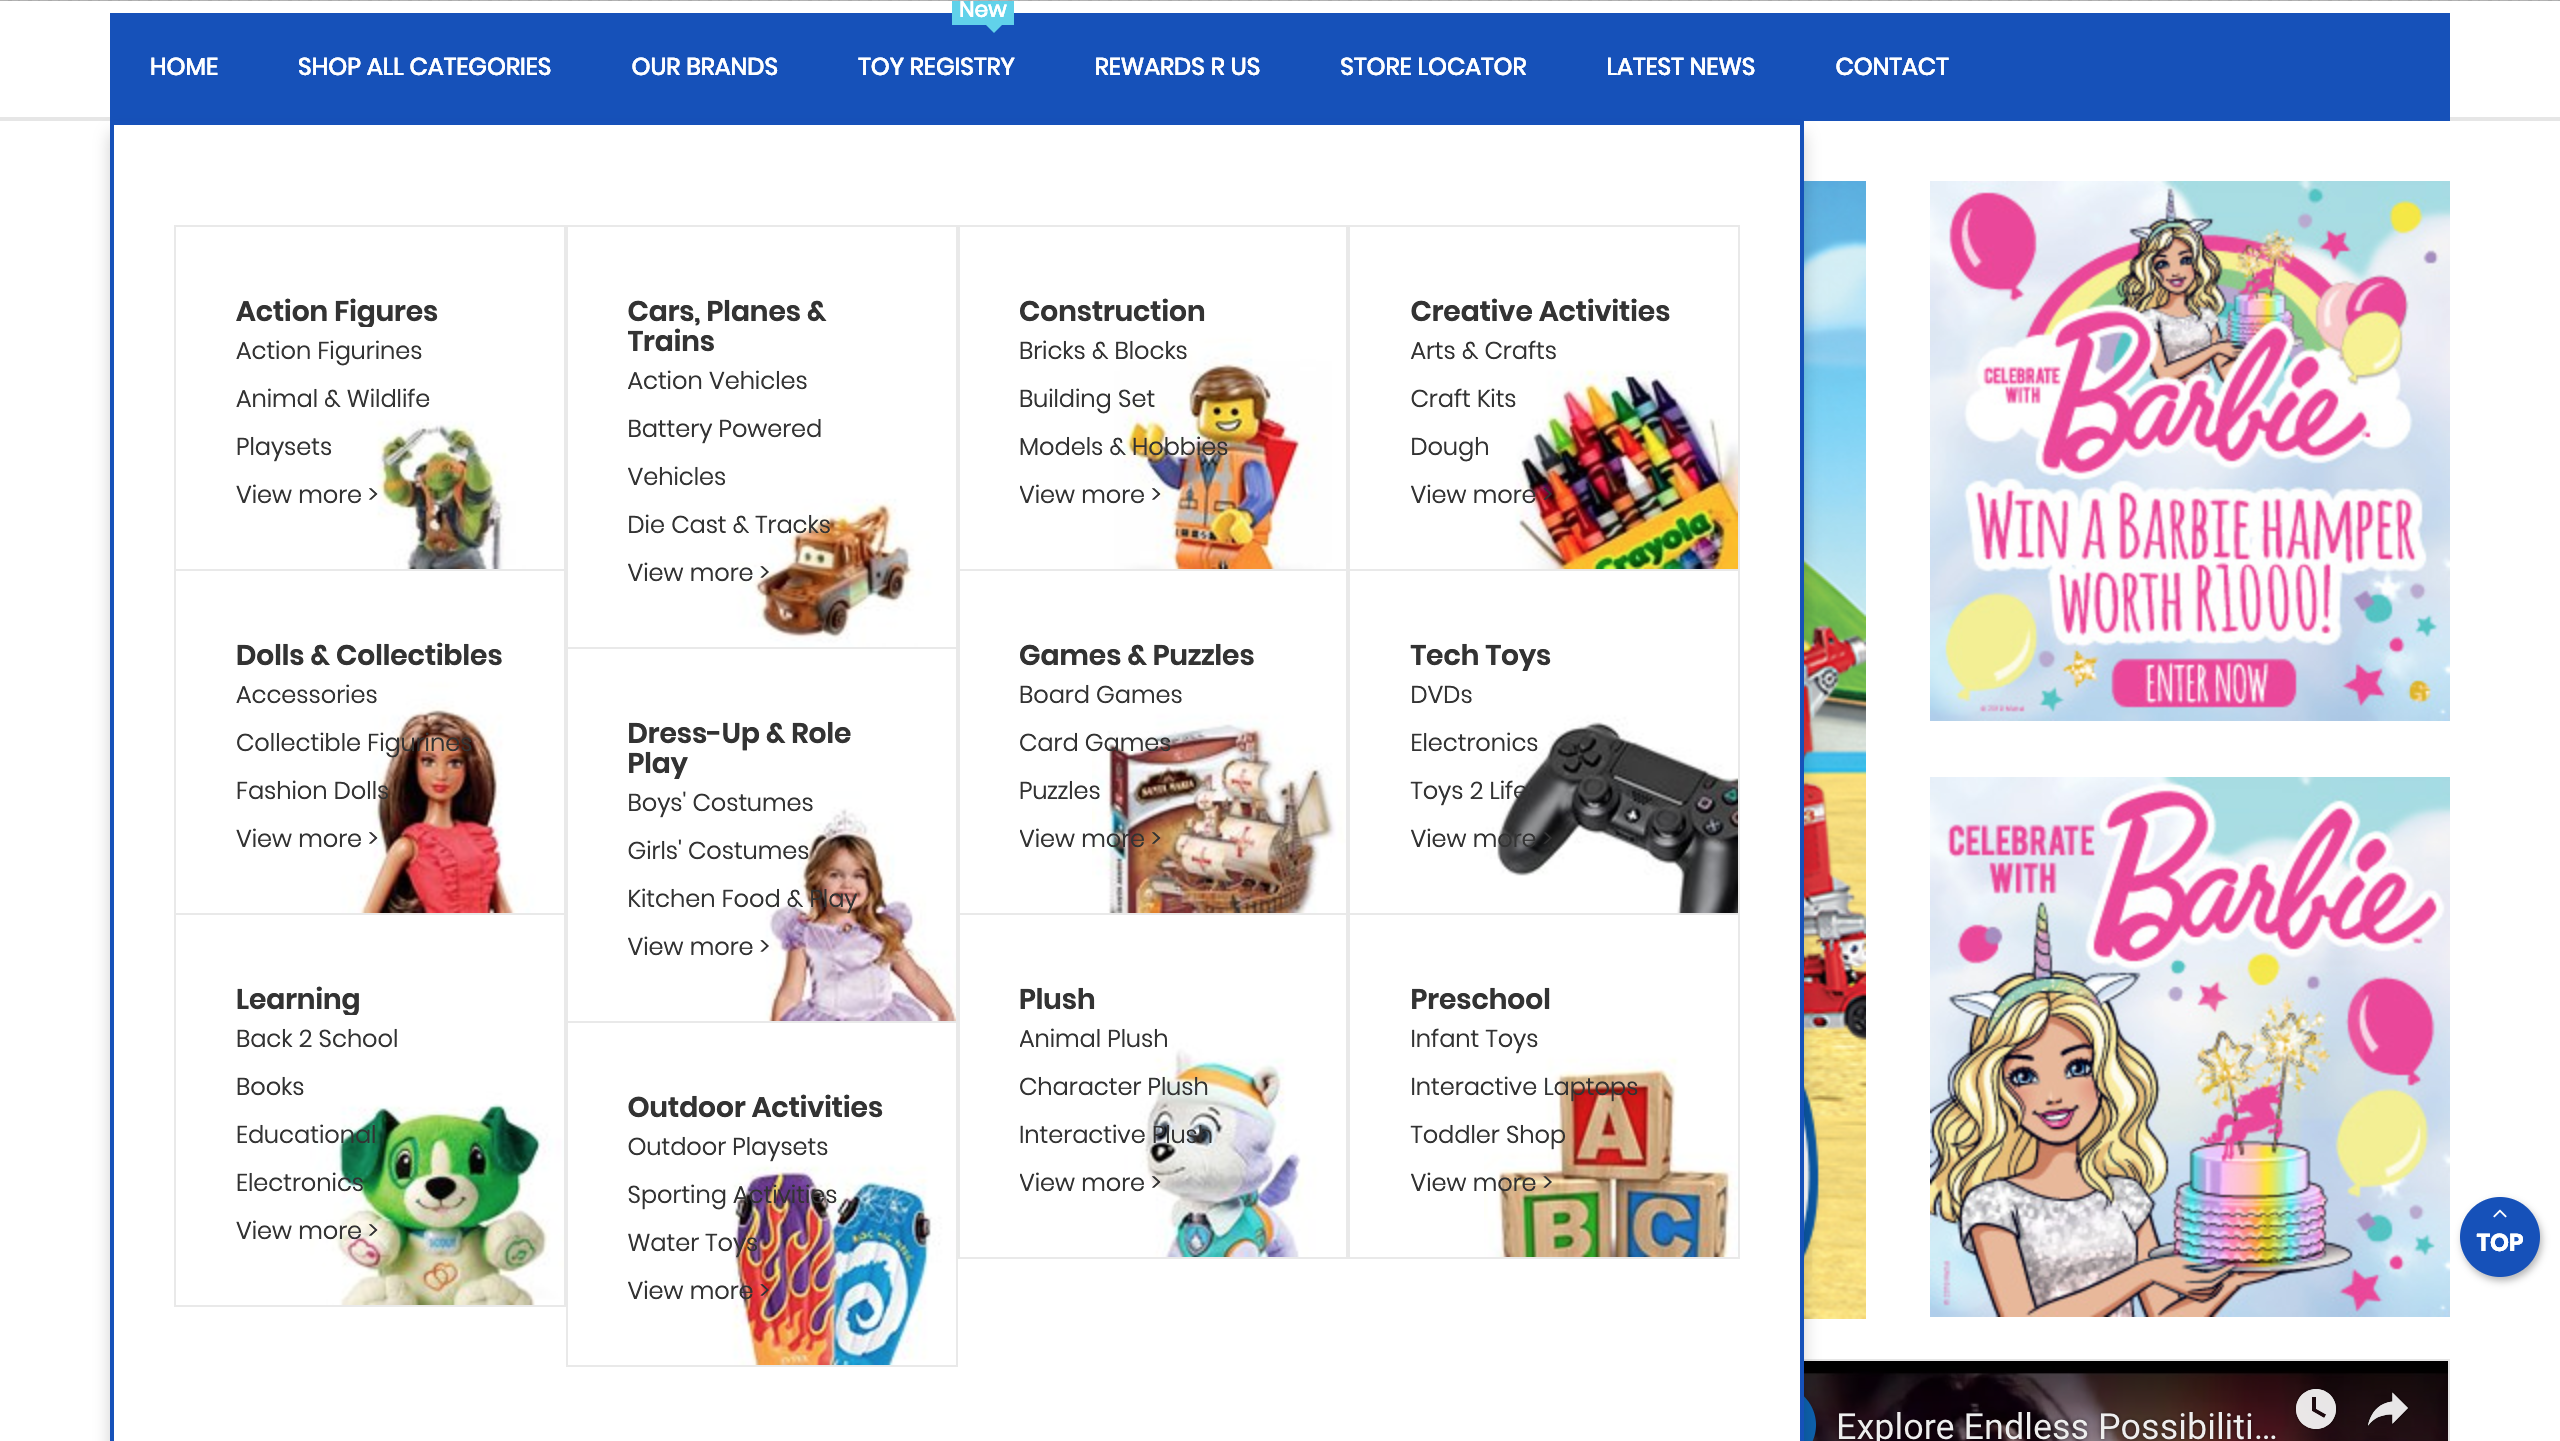 New
HOME
SHOP ALL CATEGORIES
OUR BRANDS
TOY REGISTRY
REWARDS R US
STORE LOCATOR
LATEST NEWS
CONTACT
Action Figures
Action Figurines
Animal & Wildlife
Playsets
View more >
Cars, Planes &
Trains
Action Vehicles
Battery Powered
Vehicles
Die Cast & Tracks
View more >
Construction
Bricks & Blocks
Building Set
Models & Hobbies
View more >
Creative Activities
Arts & Crafts
Craft Kits
Dough
View more >
Crayola
Dolls & Collectibles
Accessories
Collectible Figurines
Fashion Dolls
View more >
Dress-Up & Role
Play
Boys' Costumes
Girls' Costumes
Kitchen Food & Play
View more >
Games & Puzzles
Board Games
Card Games
Puzzles
View more >
Tech Toys
DVDs
Electronics
Toys 2 Life
View more >
Learning
Back 2 School
Books
Educational
Electronics
View more >
SCOUT
Outdoor Activities
Outdoor Playsets
Sporting Activities
Water Toys
View more >
Plush
Animal Plush
Character Plush
Interactive Plush
View more >
Preschool
Infant Toys
Interactive Laptops
Toddler Shop
View more >
A
B C
CELEBRATE
WITH
Barbie
WIN A BARBIE HAMPER
WORTH R1000!
ENTER NOW
CELEBRATE
WITH
Barbie
TOP
Explore Endless Possibiliti...